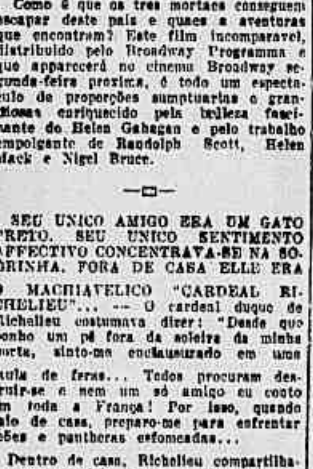 Como é que os tres mortaes conseguem
escapar deste paiz e quaes a aventuras
que encontram? Este film incomparavel,
distribuido pelo Broadway Programma e
que apparecerá no cinema Broadway se-
gunda-feira proxima, é todo um especta-
culo de proporções sumptuarias e gran-
diosas enriquecido pela belleza fasci-
nante de Helen Gahagan e pelo trabalho
empolgante de Randolph Scott, Helen
Mack e Nigel Bruce.
SEU UNICO AMIGO ERA UM GATO
PRETO. SEU UNICO SENTIMENTO
AFFECTIVO CONCENTRAVA-SE NA SO-
BRINHA. FORA DE CASA ELLE ERA
O MACHIAVELICO "CARDEAL RI-
CHELIEU"... — O cardeal duque de
Richelieu costumava dizer: "Desde que
ponho um pé fora da soleira da minha
porta, sinto-me enclausurado em uma
jaula de feras... Todos procuram des-
truir-se e nem um só amigo eu conto
em toda a França! Por isso, quando
saio de casa, preparo-me para enfrentar
leões e pantheras esfomeadas...
Dentro de casa, Richelieu compartilha-